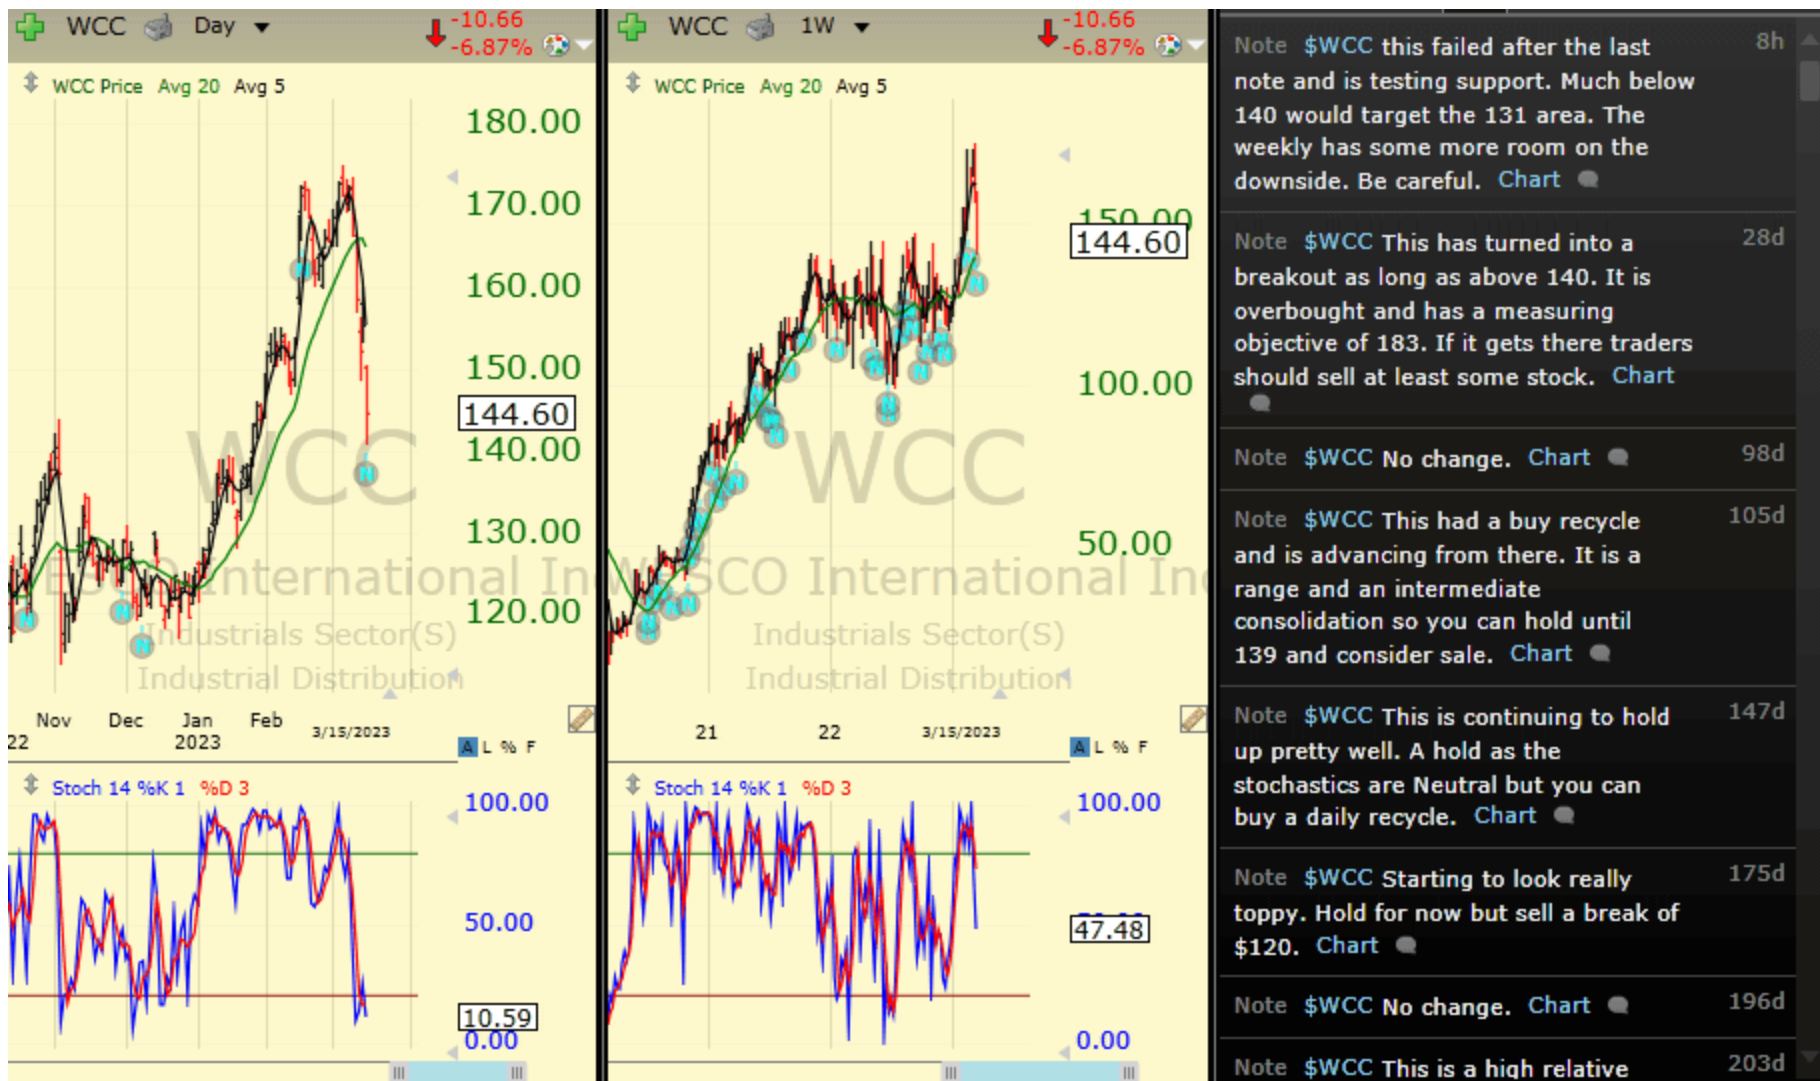 WCC Day
-10.66
-6.87%
WCC Price Avg 20 Avg 5
180.00
170.00
160.00
150.00
144.60
140.00
130.00
120.00
WCC
International In
Industrials Sector(S)
Industrial Distribution
Nov Dec Jan Feb 3/15/2023
22 2023
A L % F
Stoch 14 %K 1 %D 3
100.00
50.00
10.59
0.00
WCC 1W
-10.66
-6.87%
WCC Price Avg 20 Avg 5
150.00
144.60
100.00
50.00
WCC
WESCO International Inc
Industrials Sector(S)
Industrial Distribution
21 22 3/15/2023
A L % F
Stoch 14 %K 1 %D 3
100.00
47.48
0.00
Note $WCC this failed after the last 8h
note and is testing support. Much below
140 would target the 131 area. The
weekly has some more room on the
downside. Be careful. Chart
Note $WCC This has turned into a 28d
breakout as long as above 140. It is
overbought and has a measuring
objective of 183. If it gets there traders
should sell at least some stock. Chart
Note $WCC No change. Chart 98d
Note $WCC This had a buy recycle 105d
and is advancing from there. It is a
range and an intermediate
consolidation so you can hold until
139 and consider sale. Chart
Note $WCC This is continuing to hold 147d
up pretty well. A hold as the
stochastics are Neutral but you can
buy a daily recycle. Chart
Note $WCC Starting to look really 175d
toppy. Hold for now but sell a break of
$120. Chart
Note $WCC No change. Chart 196d
Note $WCC This is a high relative 203d